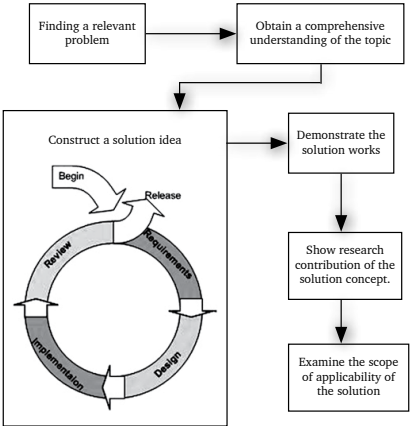 Finding a relevant
problem
Obtain a comprehensive
understanding of the topic
Construct a solution idea
Begin
Release
Requirements
Design
Implementaion
Review
Demonstrate the
solution works
Show research
contribution of the
solution concept.
Examine the scope
of applicability of
the solution